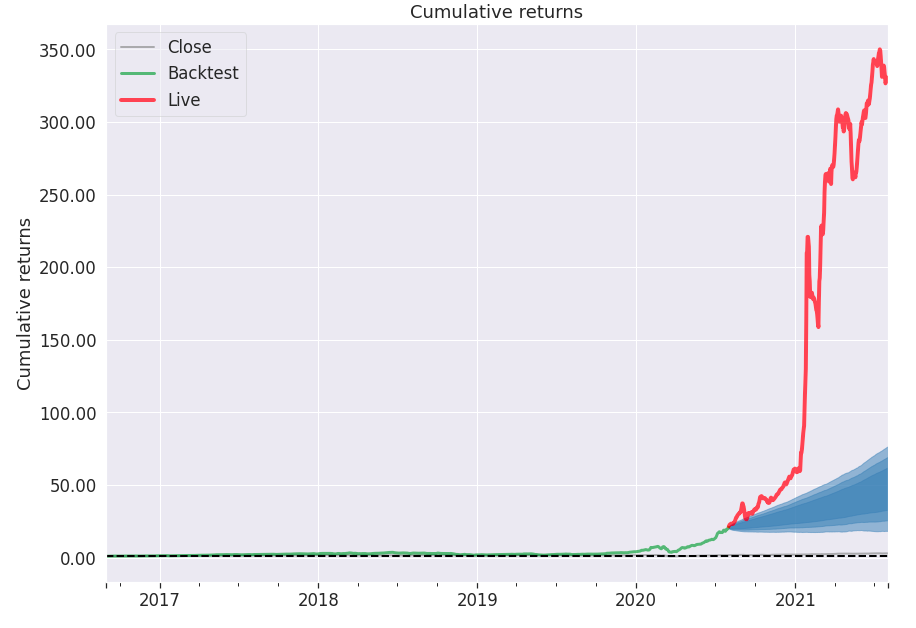 Cumulative returns
Close
Backtest
Live
Cumulative returns
350.00
300.00
250.00
200.00
150.00
100.00
50.00
0.00
2017 2018 2019 2020 2021